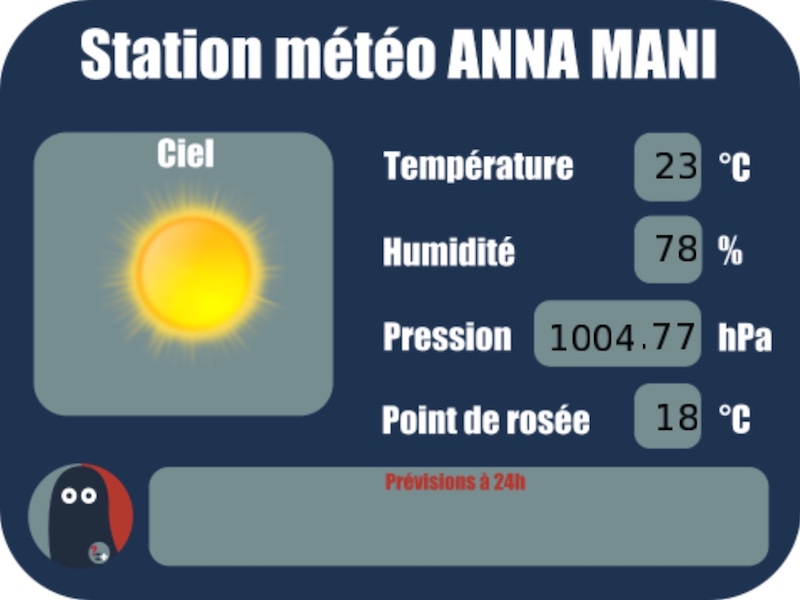 Station météo ANNA MANI
Ciel
Température 23 °C
Humidité 78 %
Pression 1004.77 hPa
Point de rosée 18 °C
Prévisions à 24h